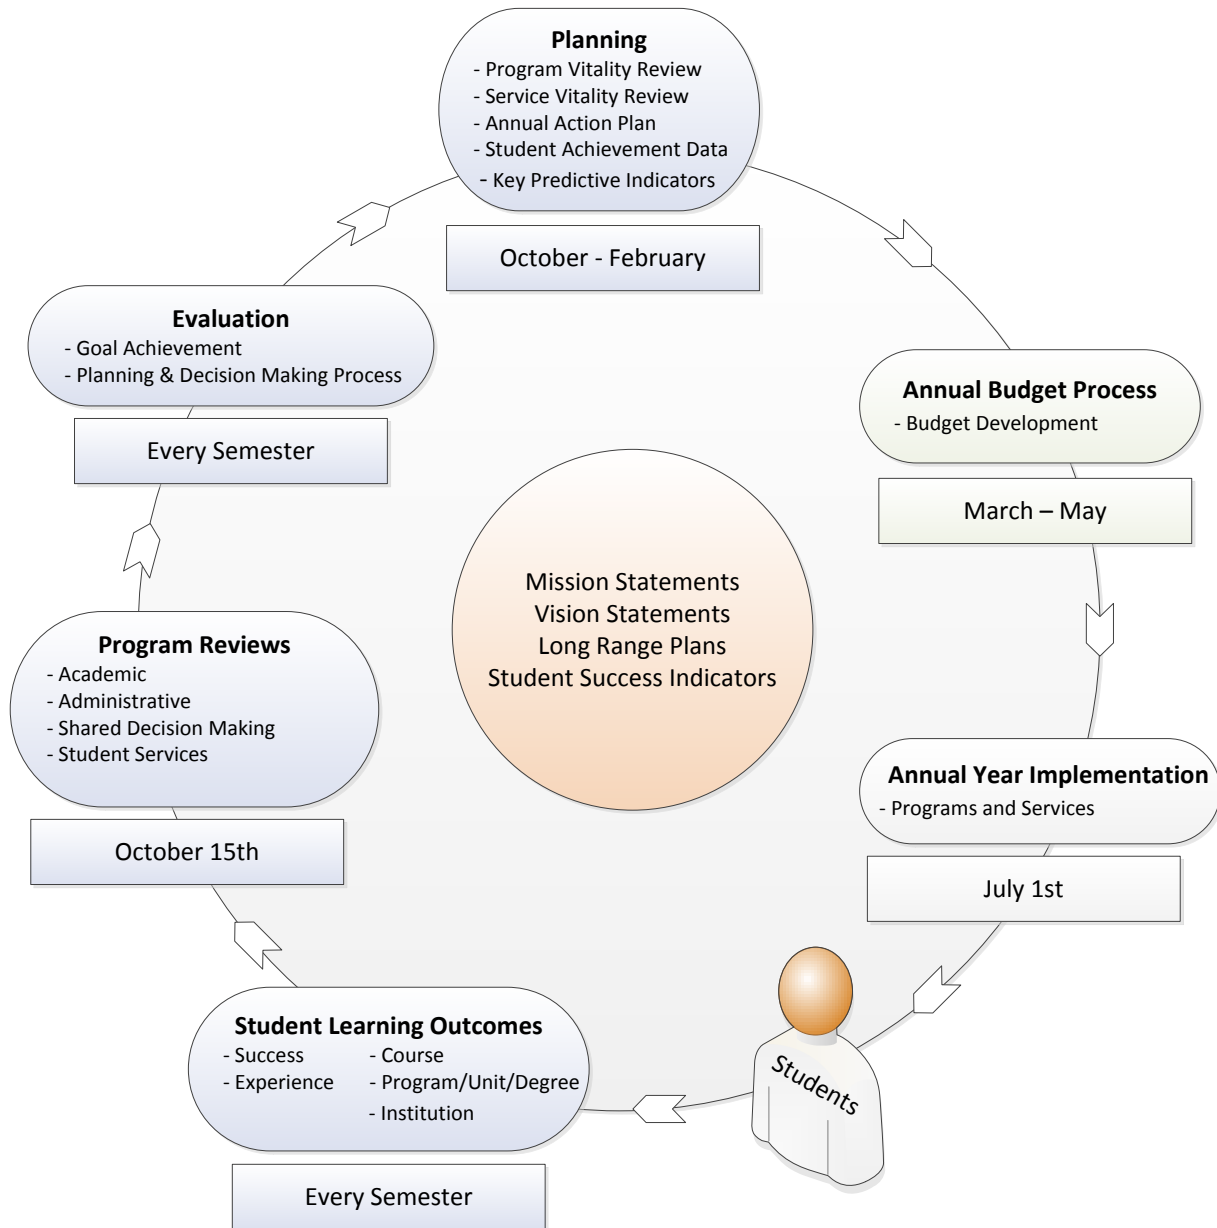 Planning
- Program Vitality Review
- Service Vitality Review
- Annual Action Plan
- Student Achievement Data
- Key Predictive Indicators
October - February
Evaluation
- Goal Achievement
- Planning & Decision Making Process
Every Semester
Annual Budget Process
- Budget Development
March – May
Mission Statements
Vision Statements
Long Range Plans
Student Success Indicators
Program Reviews
- Academic
- Administrative
- Shared Decision Making
- Student Services
October 15th
Annual Year Implementation
- Programs and Services
July 1st
Student Learning Outcomes
- Success - Course
- Experience - Program/Unit/Degree
- Institution
Every Semester
Students